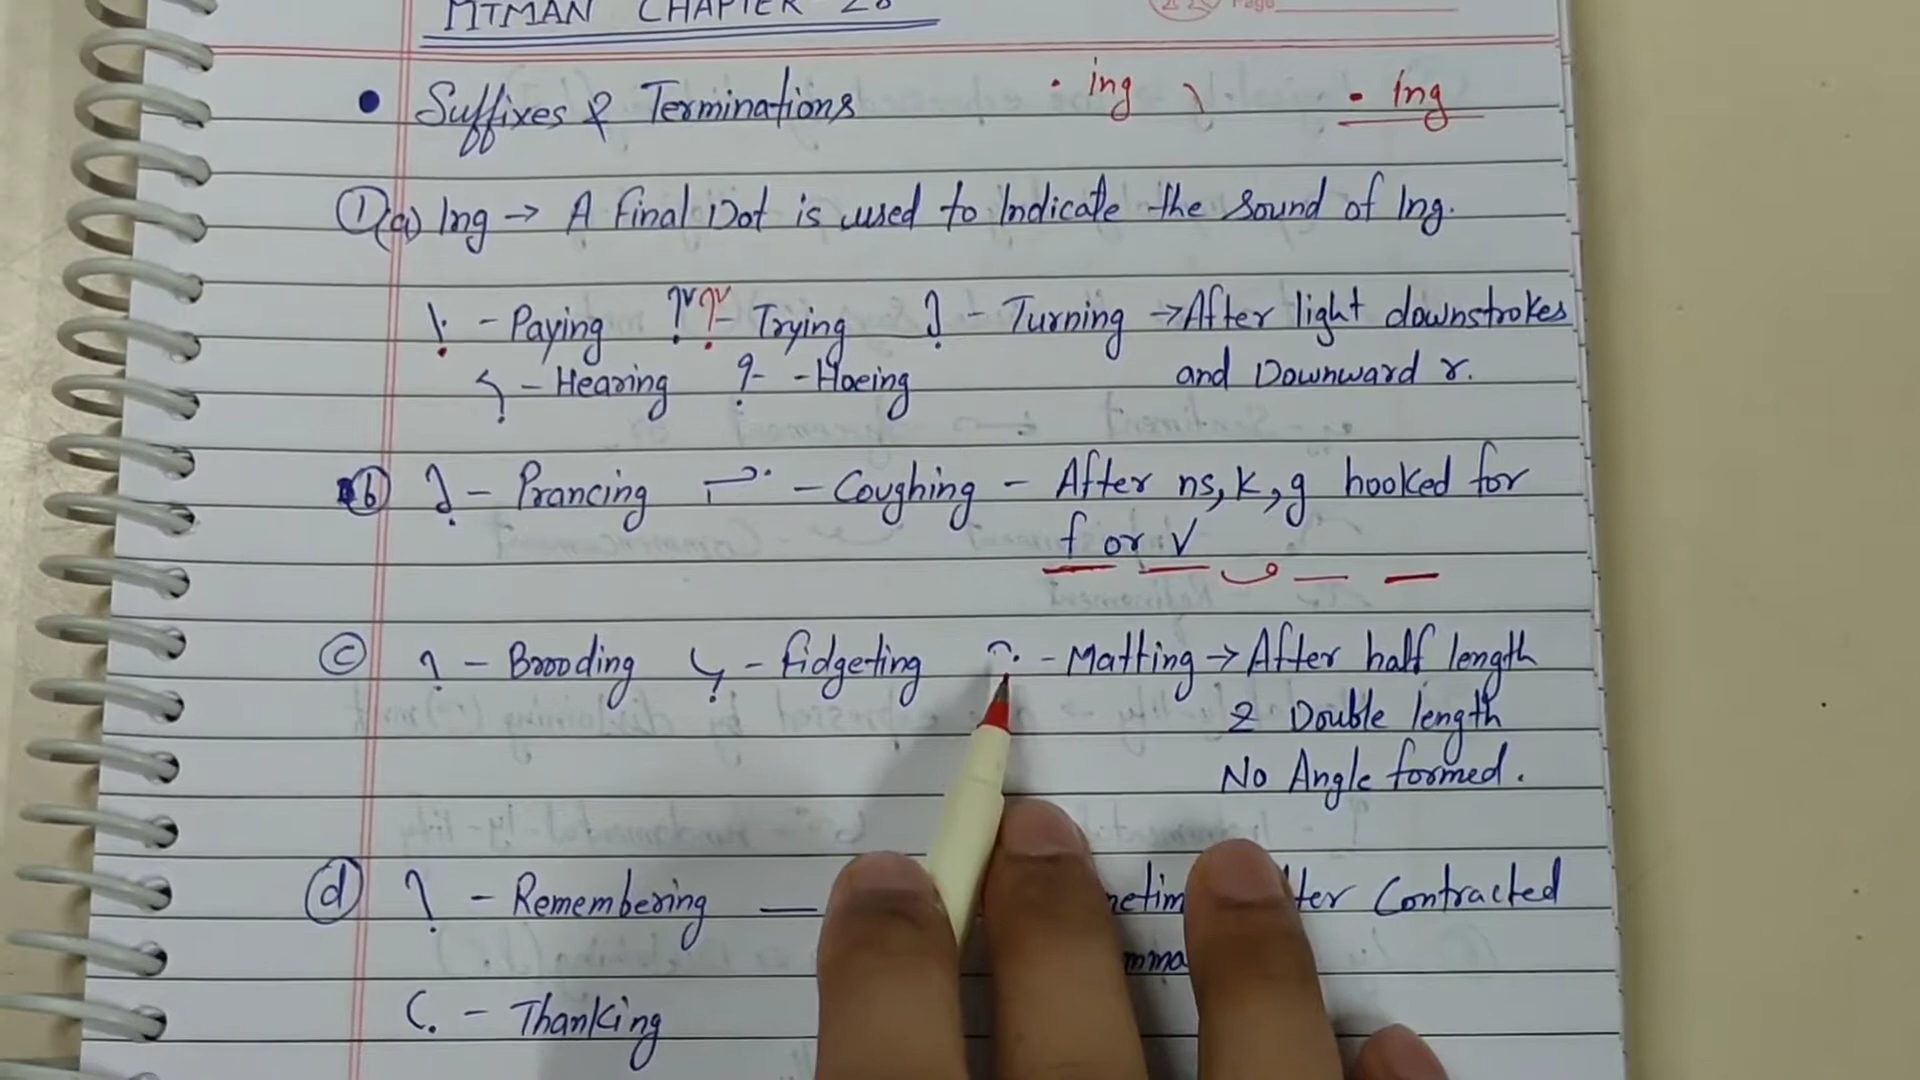 CHAPTER
Suffixes & Terminations · ing · Ing
① (a) Ing → A final Dot is used to Indicate the sound of Ing.
- Paying - Trying - Turning → After light downstrokes
- Hearing - Hoeing and Downward r.
(b) - Prancing - Coughing - After ns, k, g hooked for
f or V
(c) - Brooding - fidgeting - Matting → After half length
& Double length
No Angle formed.
(d) - Remembering Contracted
- Thanking